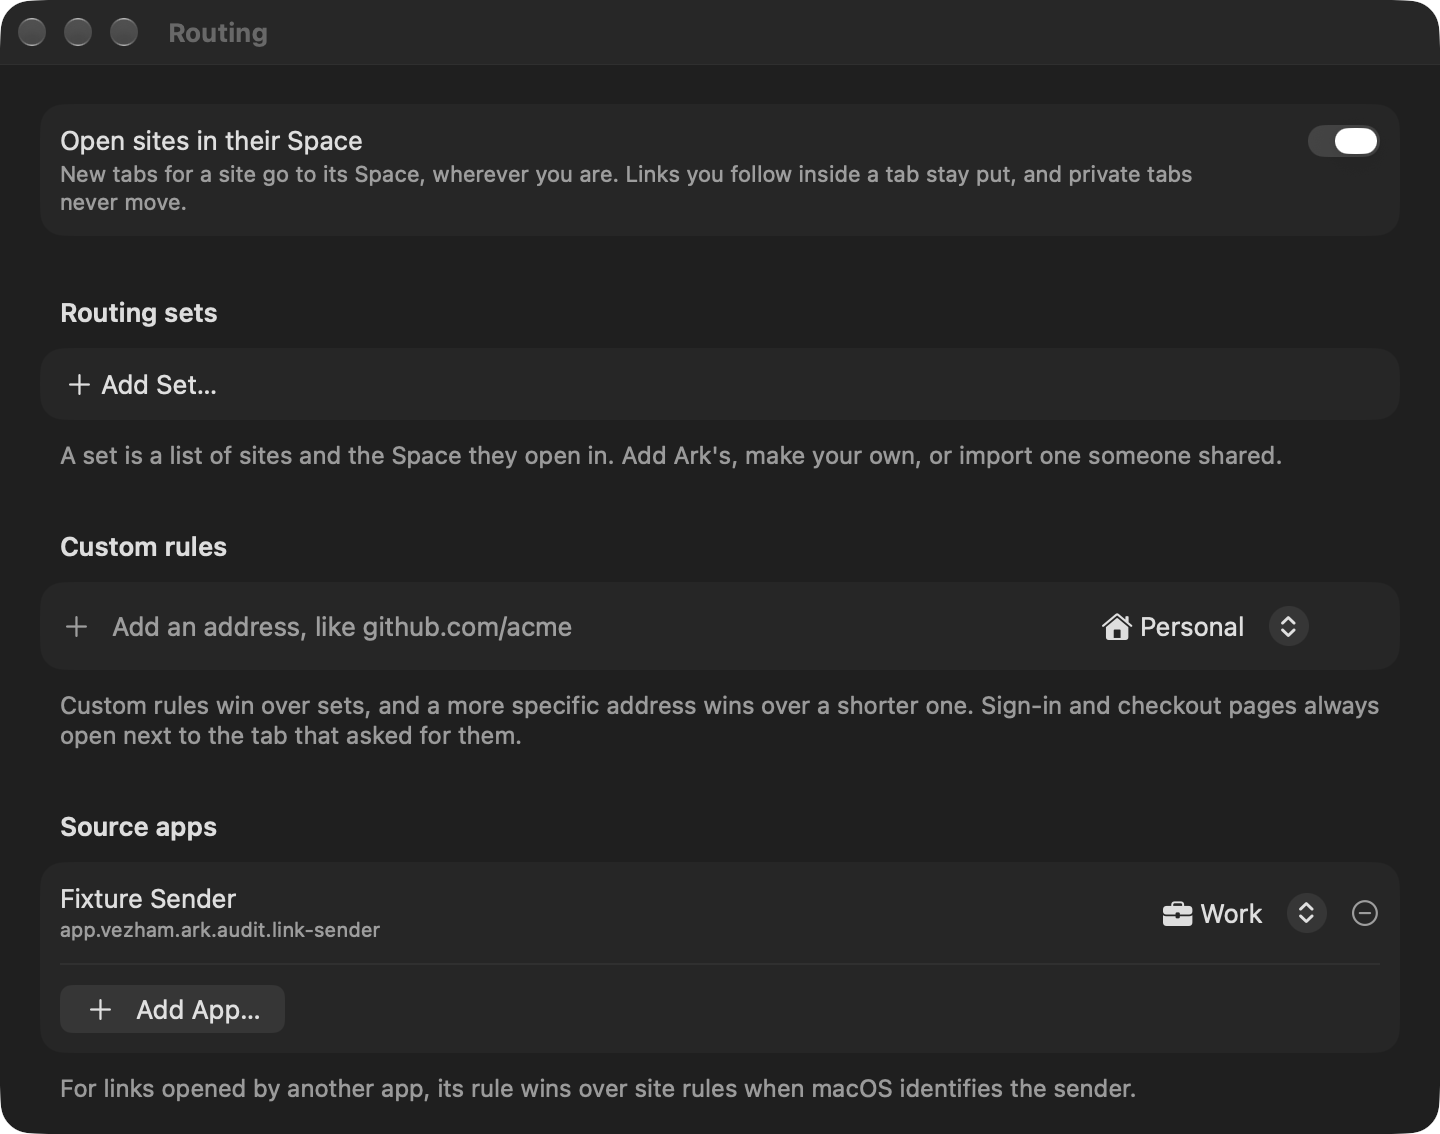 Routing
Open sites in their Space
New tabs for a site go to its Space, wherever you are. Links you follow inside a tab stay put, and private tabs
never move.
Routing sets
+ Add Set...
A set is a list of sites and the Space they open in. Add Ark's, make your own, or import one someone shared.
Custom rules
+ Add an address, like github.com/acme
Personal
Custom rules win over sets, and a more specific address wins over a shorter one. Sign-in and checkout pages always
open next to the tab that asked for them.
Source apps
Fixture Sender
app.vezham.ark.audit.link-sender
Work
+ Add App...
For links opened by another app, its rule wins over site rules when macOS identifies the sender.